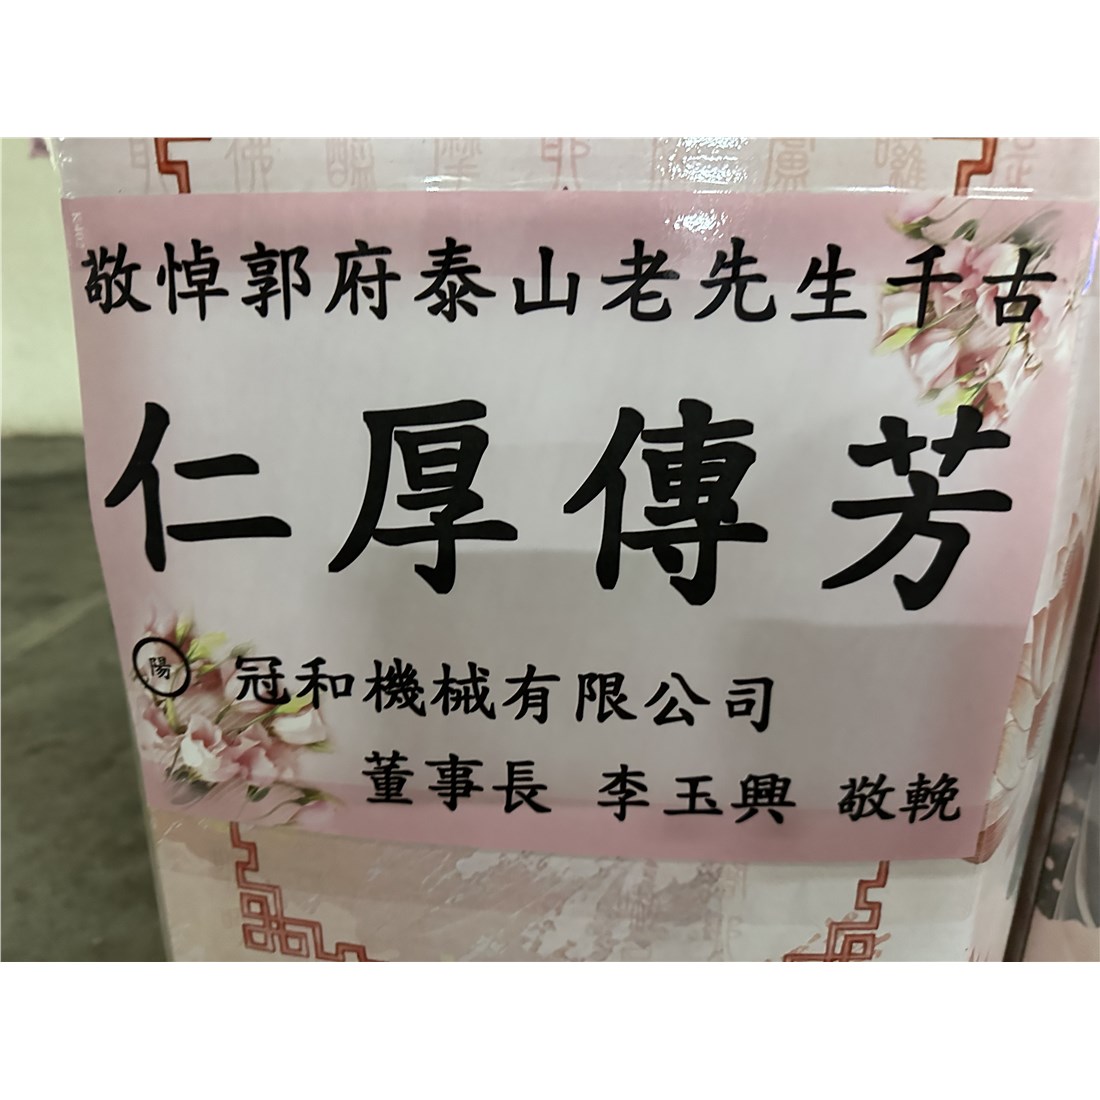 敬悼郭府泰山老先生千古
仁厚傳芳
陽 冠和機械有限公司
董事長 李玉興 敬輓